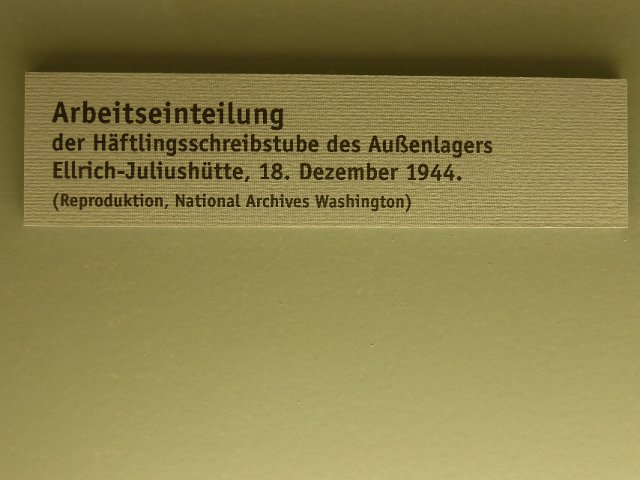 Arbeitseinteilung
der Häftlingsschreibstube des Außenlagers
Ellrich-Juliushütte, 18. Dezember 1944.
(Reproduktion, National Archives Washington)